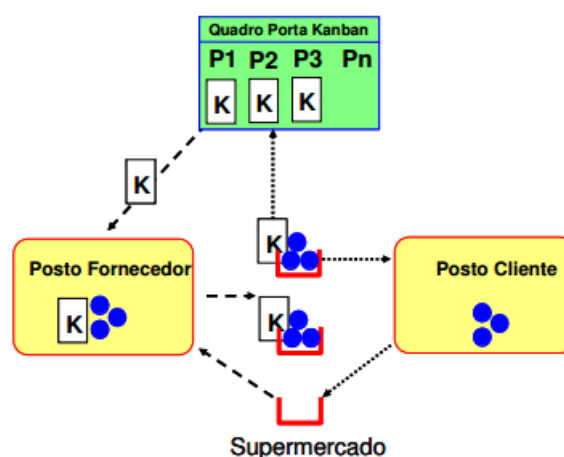 Quadro Porta Kanban
P1 P2 P3 Pn
K K K
K
K
Posto Fornecedor
Posto Cliente
K
K
Supermercado